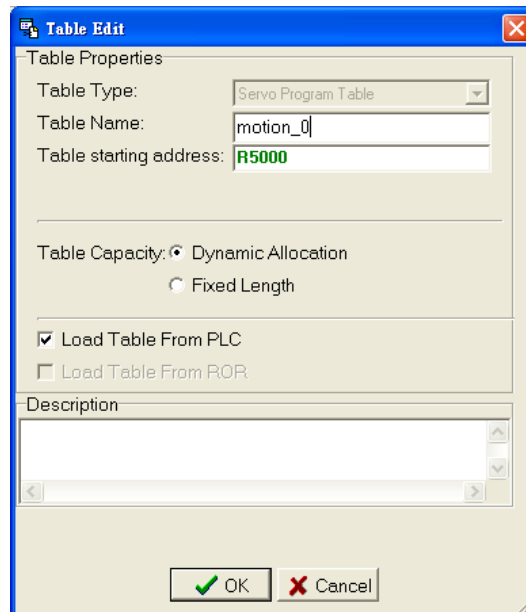 Table Edit
Table Properties
Table Type: Servo Program Table
Table Name: motion_0
Table starting address: R5000
Table Capacity: Dynamic Allocation
Fixed Length
Load Table From PLC
Load Table From ROR
Description
OK Cancel